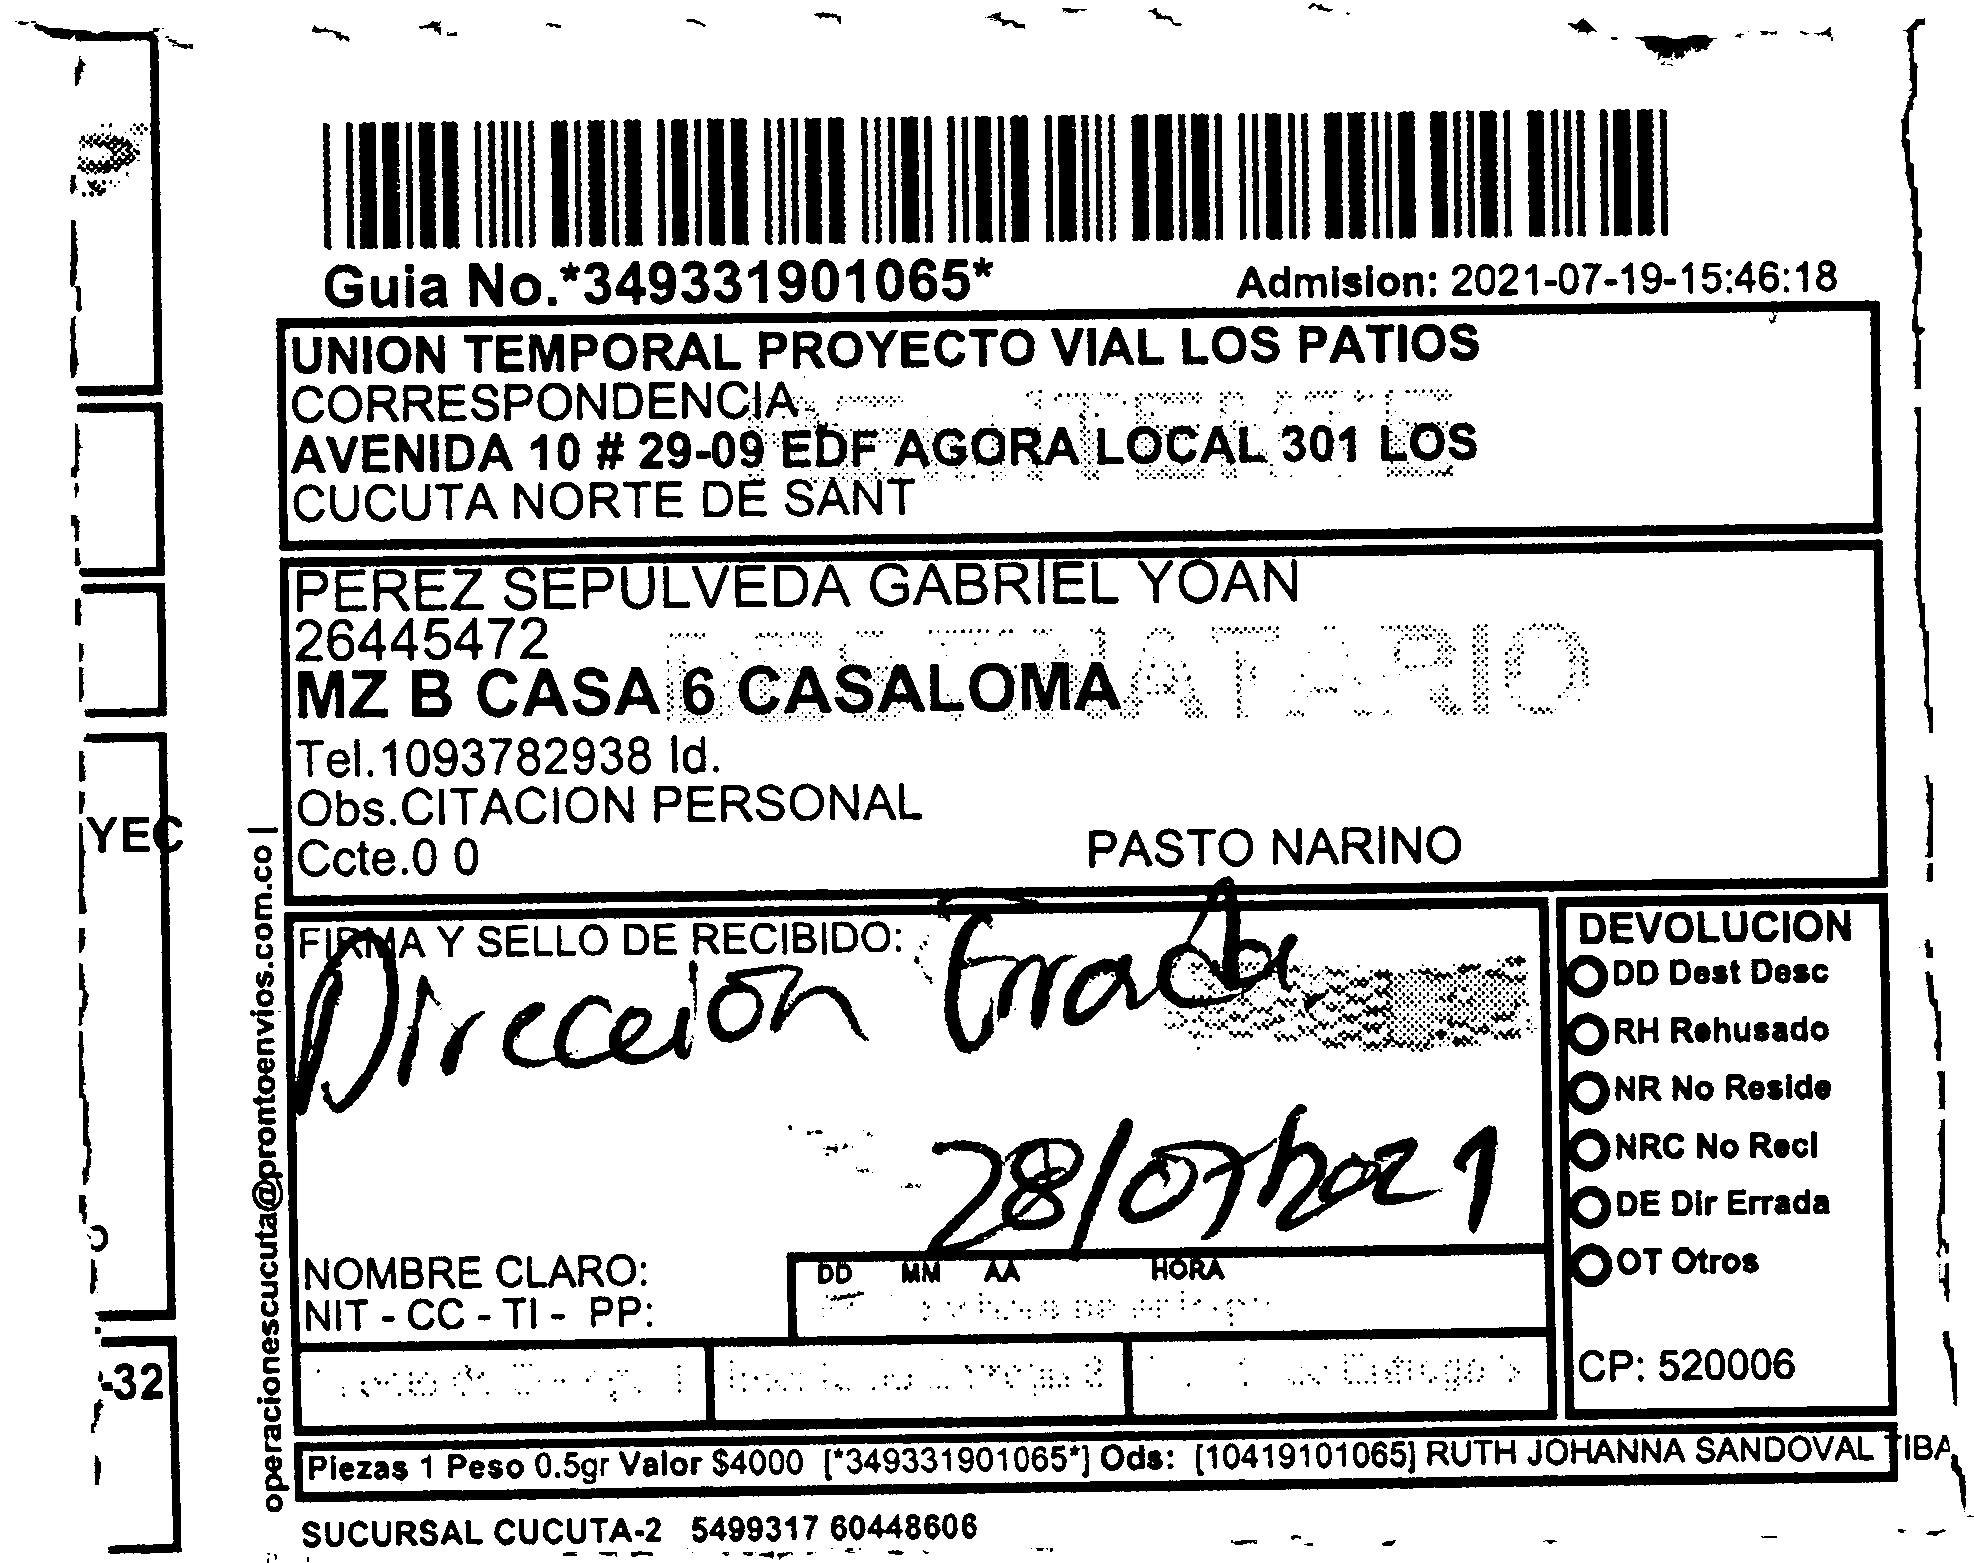 Guia No.*349331901065*
Admision: 2021-07-19-15:46:18
UNION TEMPORAL PROYECTO VIAL LOS PATIOS
CORRESPONDENCIA
AVENIDA 10 # 29-09 EDF AGORA LOCAL 301 LOS
CUCUTA NORTE DE SANT
REMITENTE
PEREZ SEPULVEDA GABRIEL YOAN
26445472
MZ B CASA 6 CASALOMA
DESTINATARIO
Tel.1093782938 Id.
Obs.CITACION PERSONAL
Ccte.0 0
PASTO NARINO
FIRMA Y SELLO DE RECIBIDO:
Direccion Errada
28/07/2021
NOMBRE CLARO:
NIT - CC - TI - PP:
DD MM AA HORA
DEVOLUCION
DD Dest Desc
RH Rehusado
NR No Reside
NRC No Reci
DE Dir Errada
OT Otros
CP: 520006
Piezas 1 Peso 0.5gr Valor $4000 [*349331901065*] Ods: [10419101065] RUTH JOHANNA SANDOVAL TIBA
SUCURSAL CUCUTA-2 5499317 60448606
operacionescucuta@prontoenvios.com.co |
YEC
-32